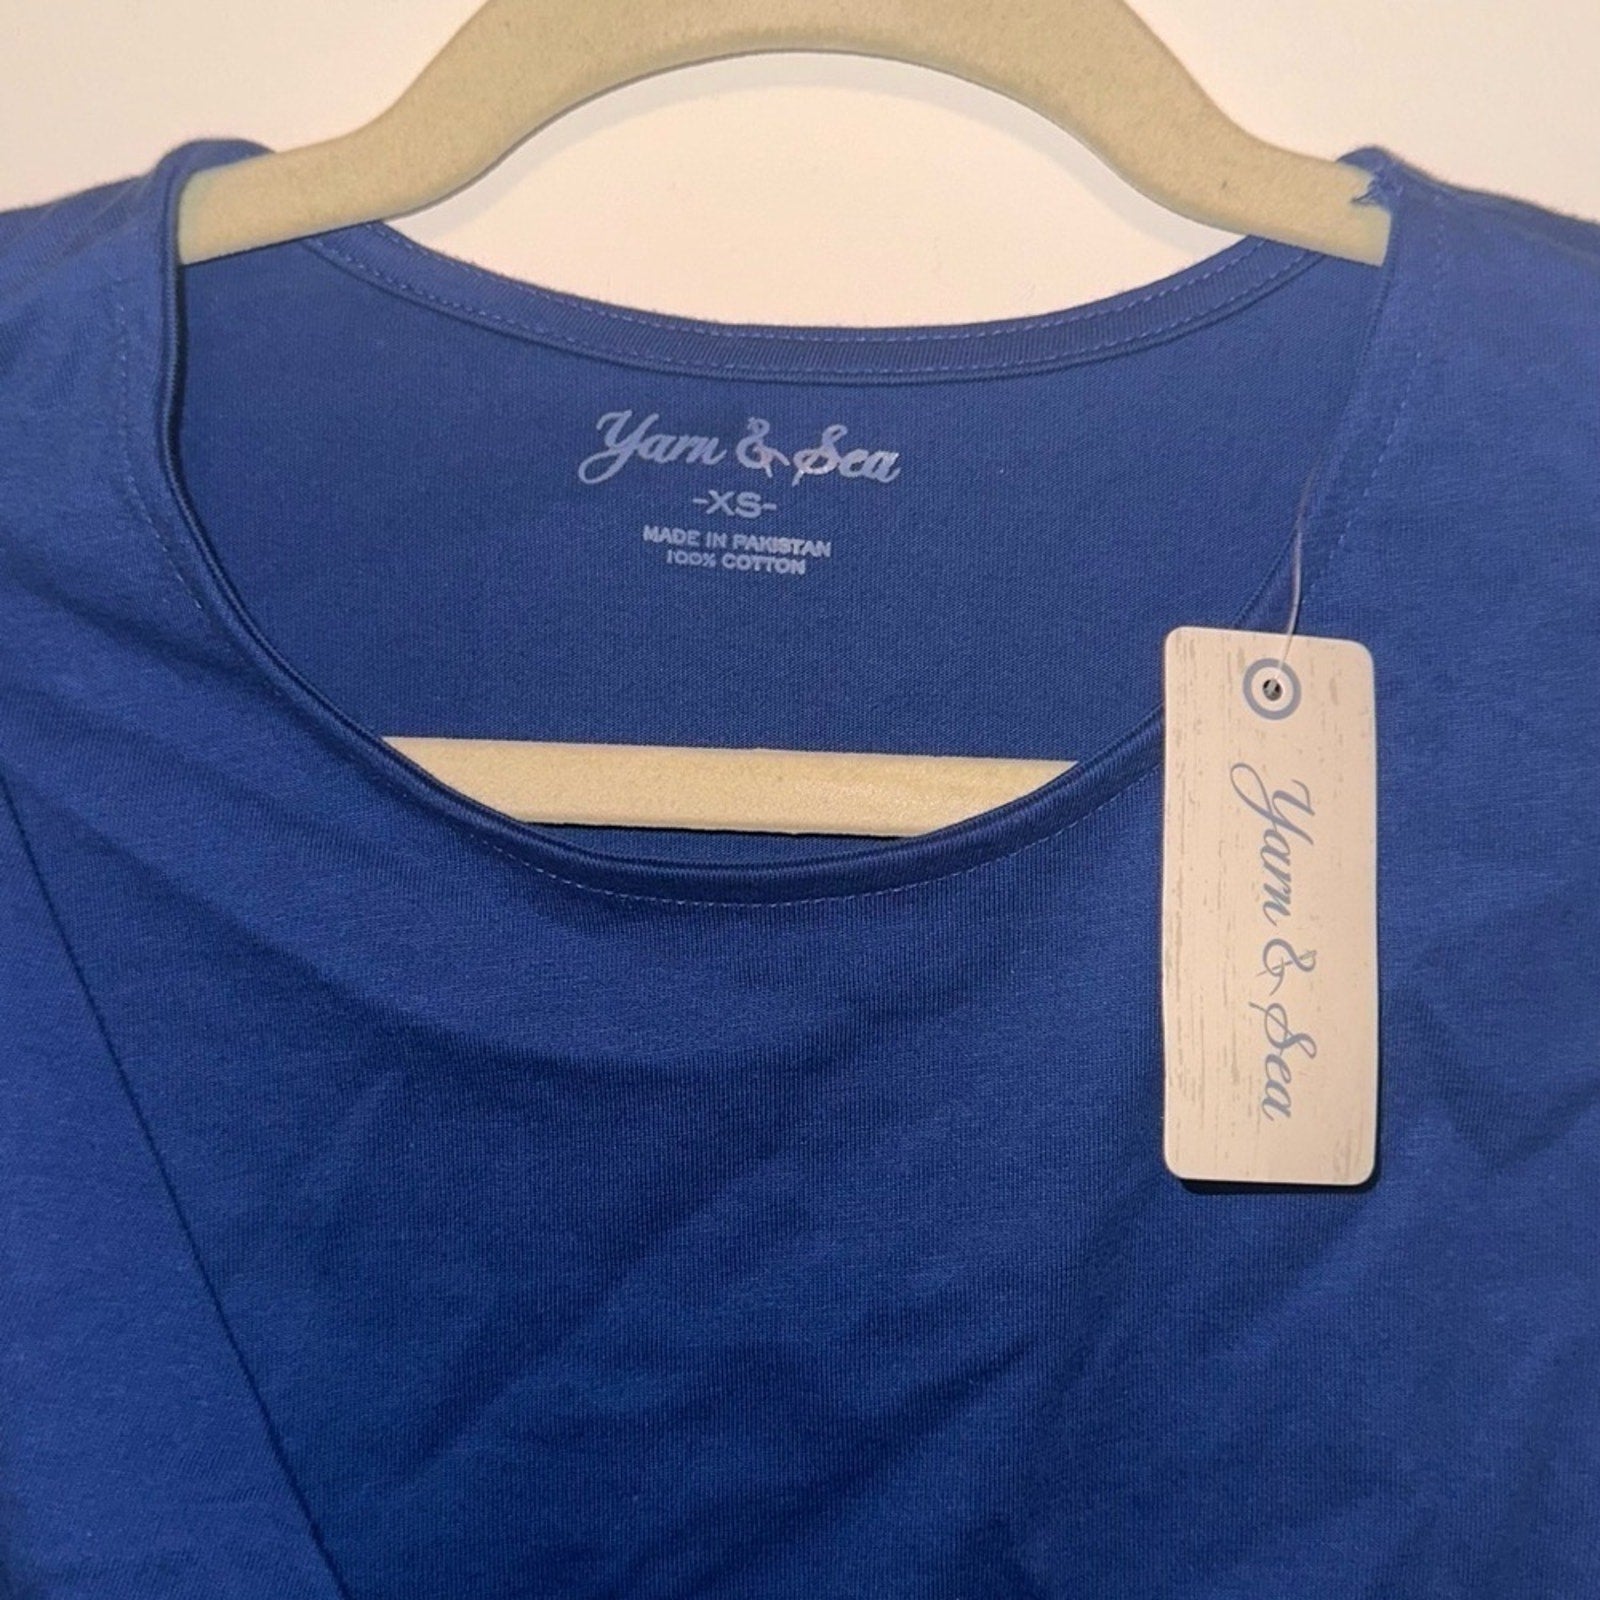 Yarn & Sea
-XS-
MADE IN PAKISTAN
100% COTTON
Yarn & Sea